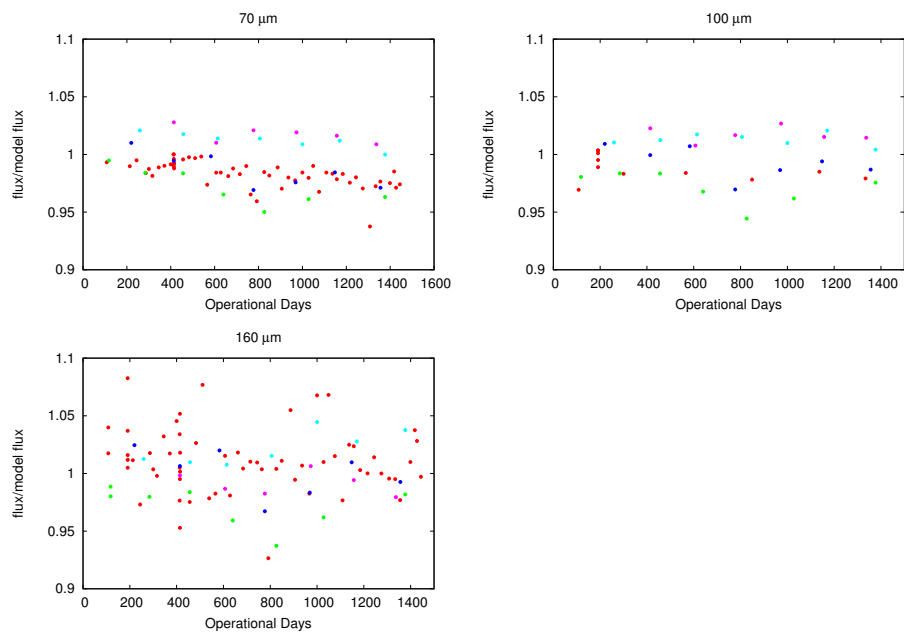 70 μm
1.1
1.05
1
0.95
0.9
flux/model flux
0 200 400 600 800 1000 1200 1400 1600
Operational Days
100 μm
1.1
1.05
1
0.95
0.9
flux/model flux
0 200 400 600 800 1000 1200 1400
Operational Days
160 μm
1.1
1.05
1
0.95
0.9
flux/model flux
0 200 400 600 800 1000 1200 1400
Operational Days